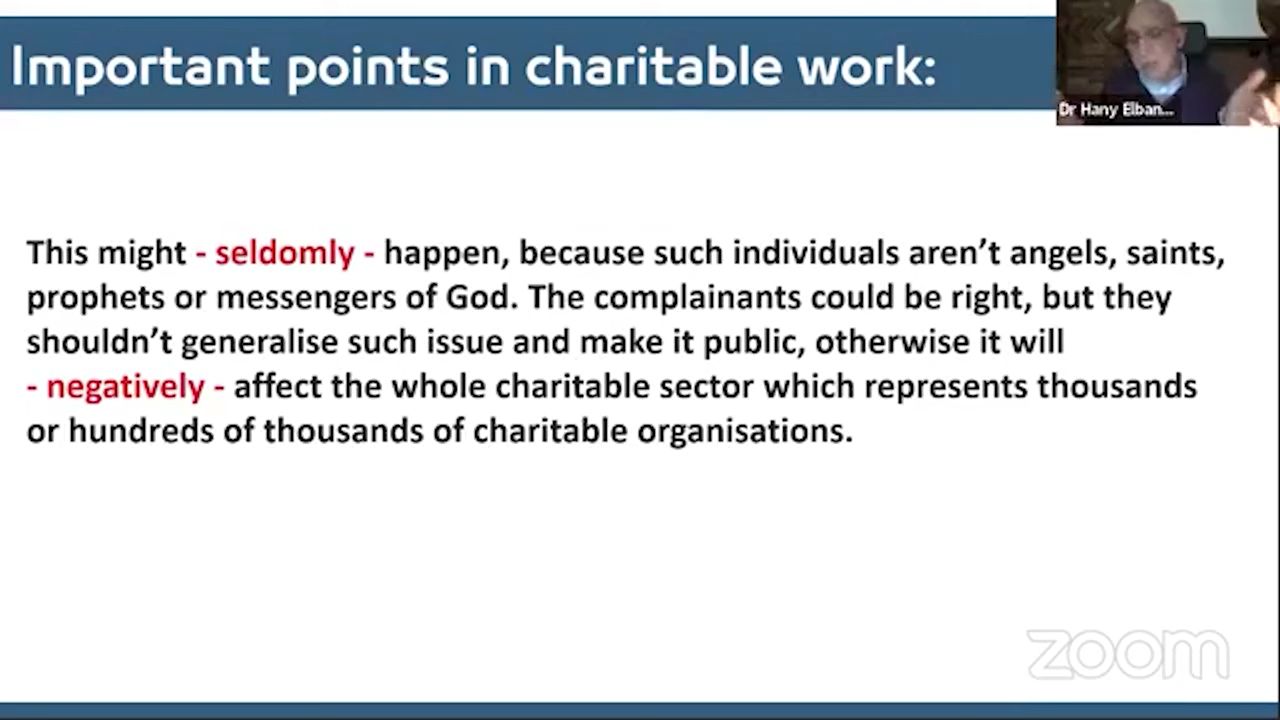 Important points in charitable work:
Dr Hany Elban...
This might - seldomly - happen, because such individuals aren’t angels, saints,
prophets or messengers of God. The complainants could be right, but they
shouldn’t generalise such issue and make it public, otherwise it will
- negatively - affect the whole charitable sector which represents thousands
or hundreds of thousands of charitable organisations.
zoom